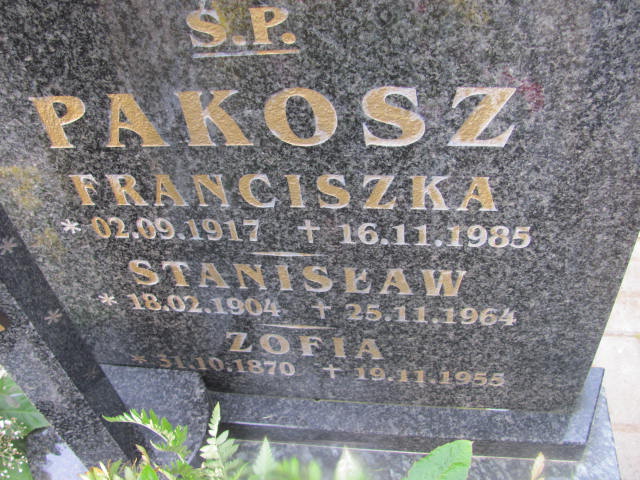 Ś.P.
PAKOSZ
FRANCISZKA
* 02.09.1917 † 16.11.1985
STANISŁAW
* 18.02.1904 † 25.11.1964
ZOFIA
* 31.10.1870 † 19.11.1955